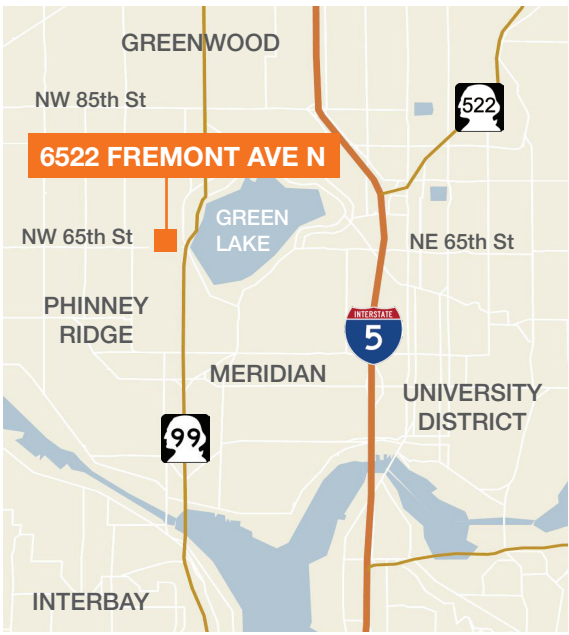 GREENWOOD
NW 85th St
522
6522 FREMONT AVE N
GREEN
LAKE
NW 65th St
NE 65th St
PHINNEY
RIDGE
INTERSTATE
5
MERIDIAN
UNIVERSITY
DISTRICT
99
INTERBAY